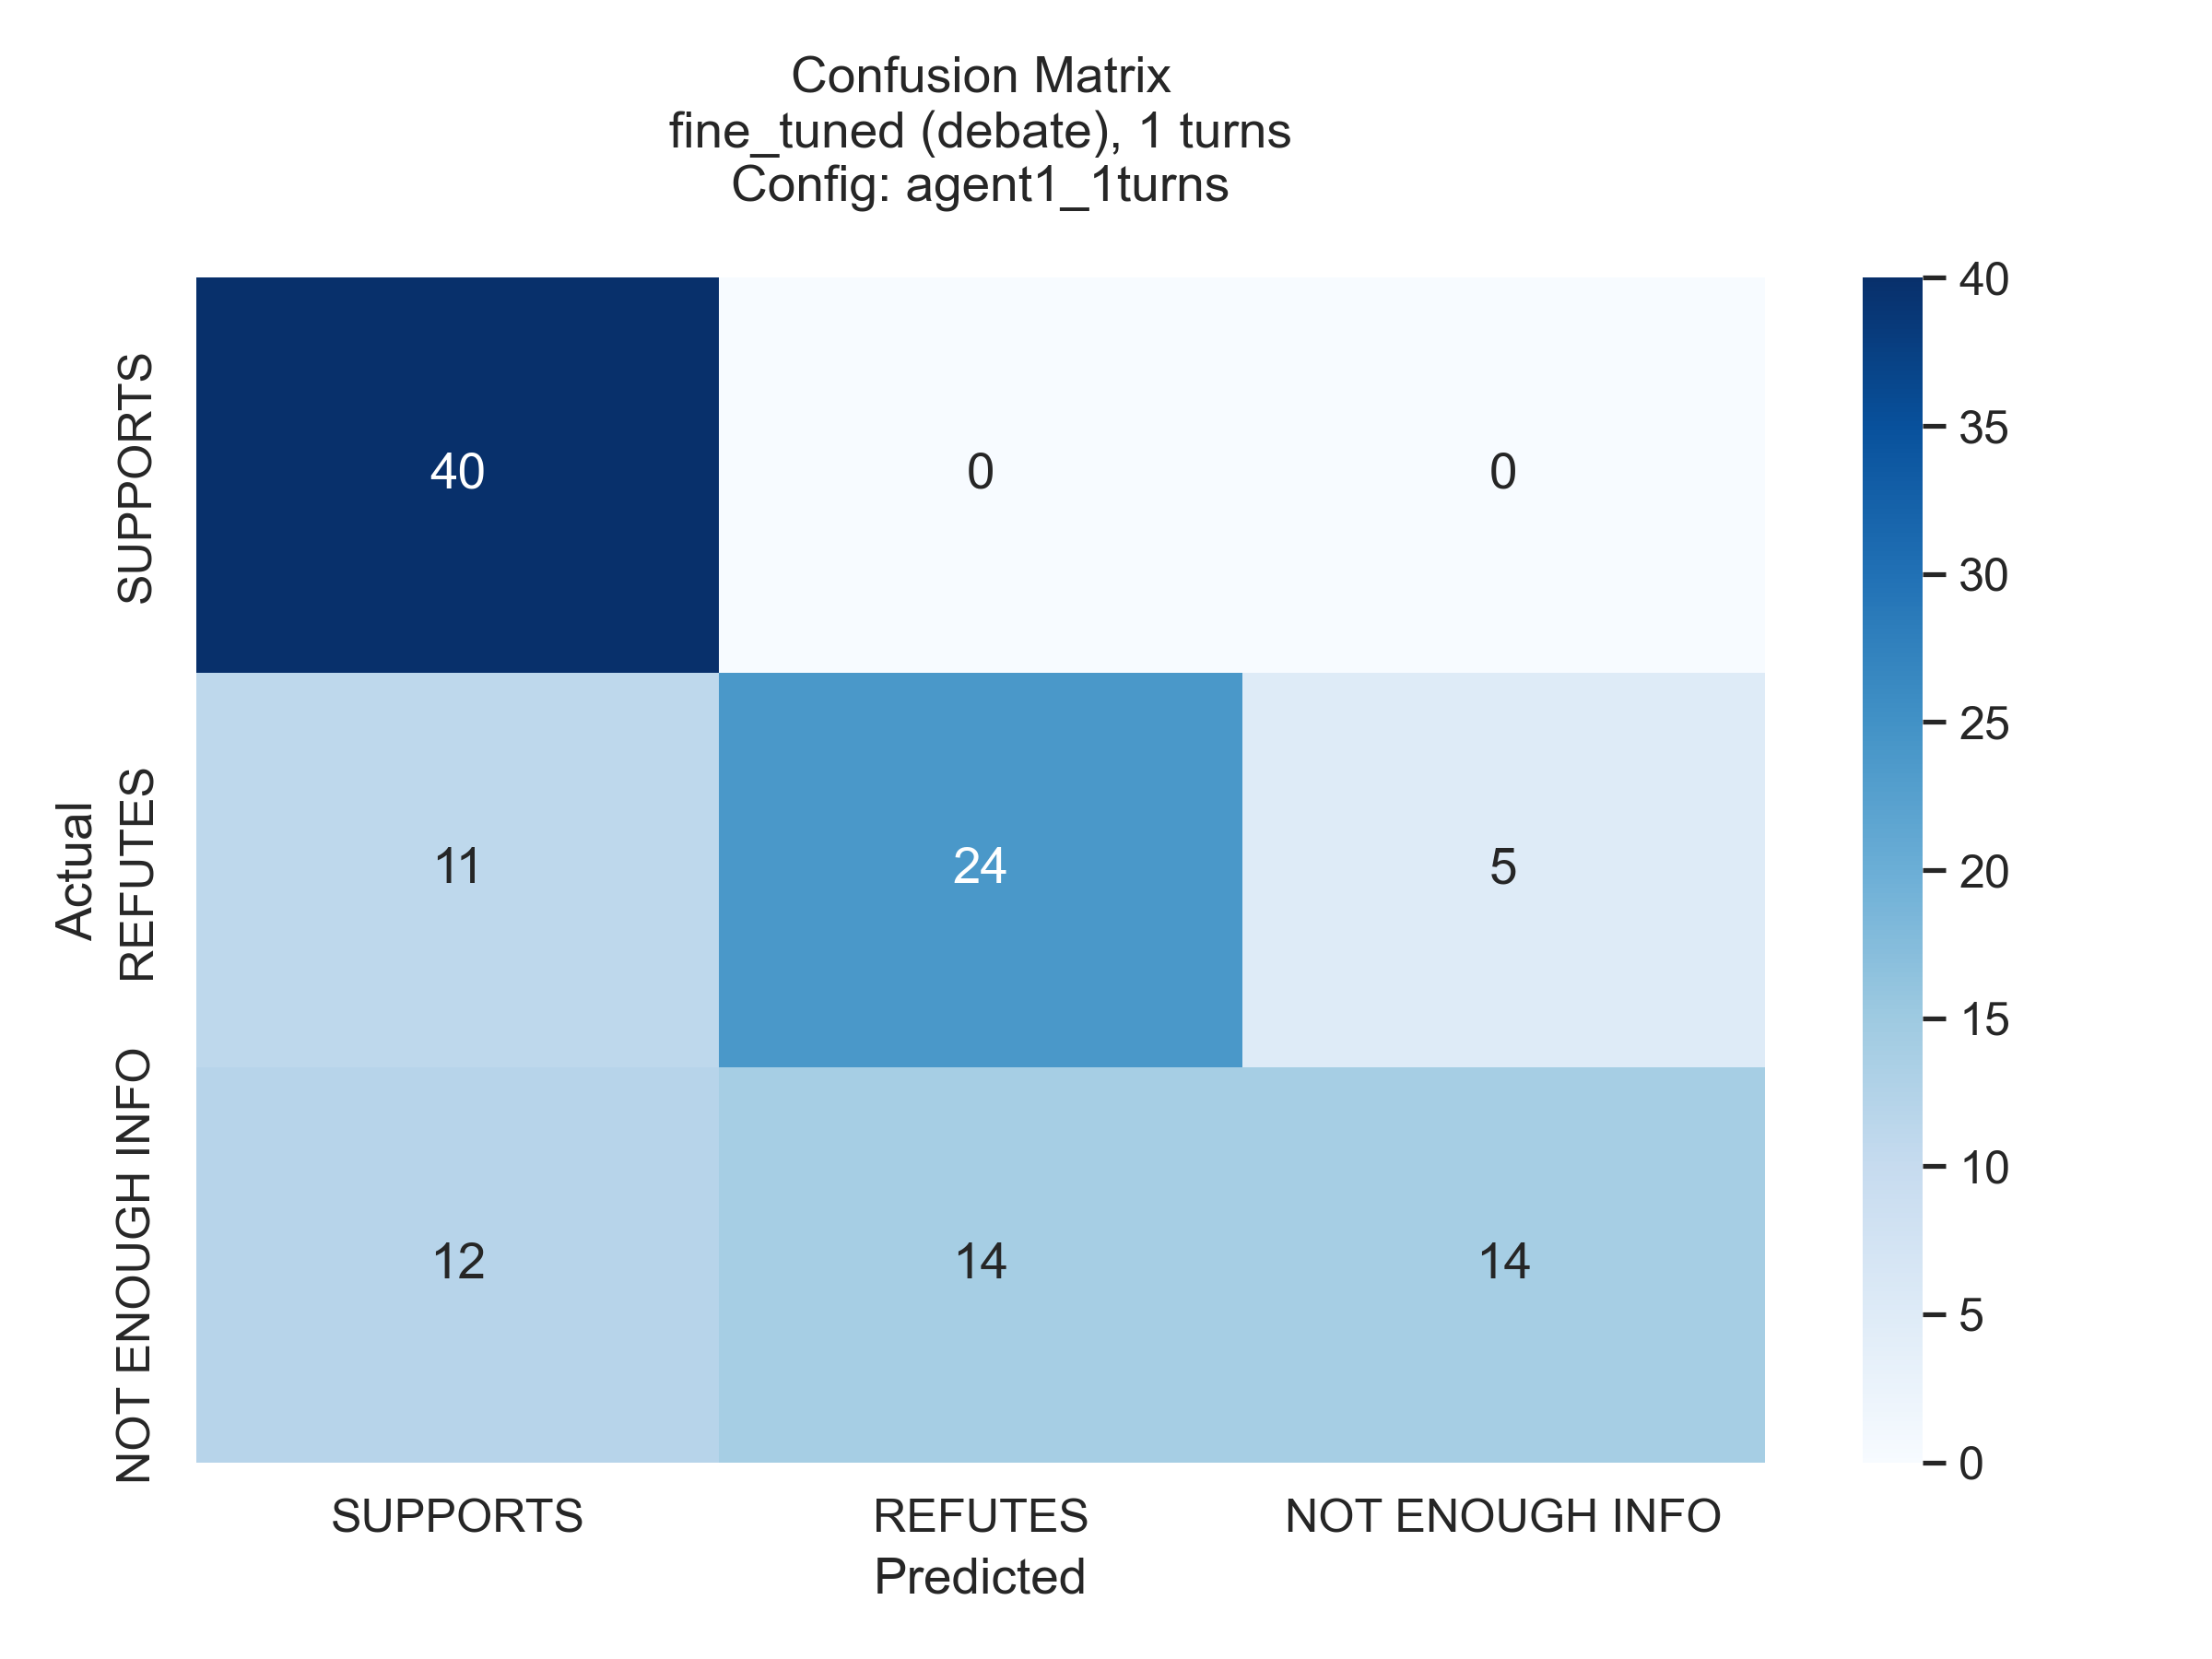 Confusion Matrix
fine_tuned (debate), 1 turns
Config: agent1_1turns
Actual
SUPPORTS
40
0
0
REFUTES
11
24
5
NOT ENOUGH INFO
12
14
14
SUPPORTS
REFUTES
NOT ENOUGH INFO
Predicted
40
35
30
25
20
15
10
5
0